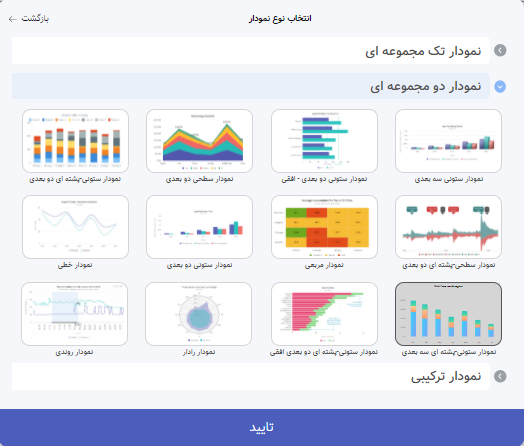 انتخاب نوع نمودار
بازگشت
نمودار تک مجموعه ای
نمودار دو مجموعه ای
نمودار ستونی سه بعدی
نمودار ستونی دو بعدی - افقی
نمودار سطحی دو بعدی
نمودار ستونی-پشته ای دو بعدی
نمودار سطحی-پشته ای دو بعدی
نمودار مربعی
نمودار ستونی دو بعدی
نمودار خطی
نمودار ستونی-پشته ای سه بعدی
نمودار ستونی-پشته ای دو بعدی افقی
نمودار رادار
نمودار روندی
نمودار ترکیبی
تایید